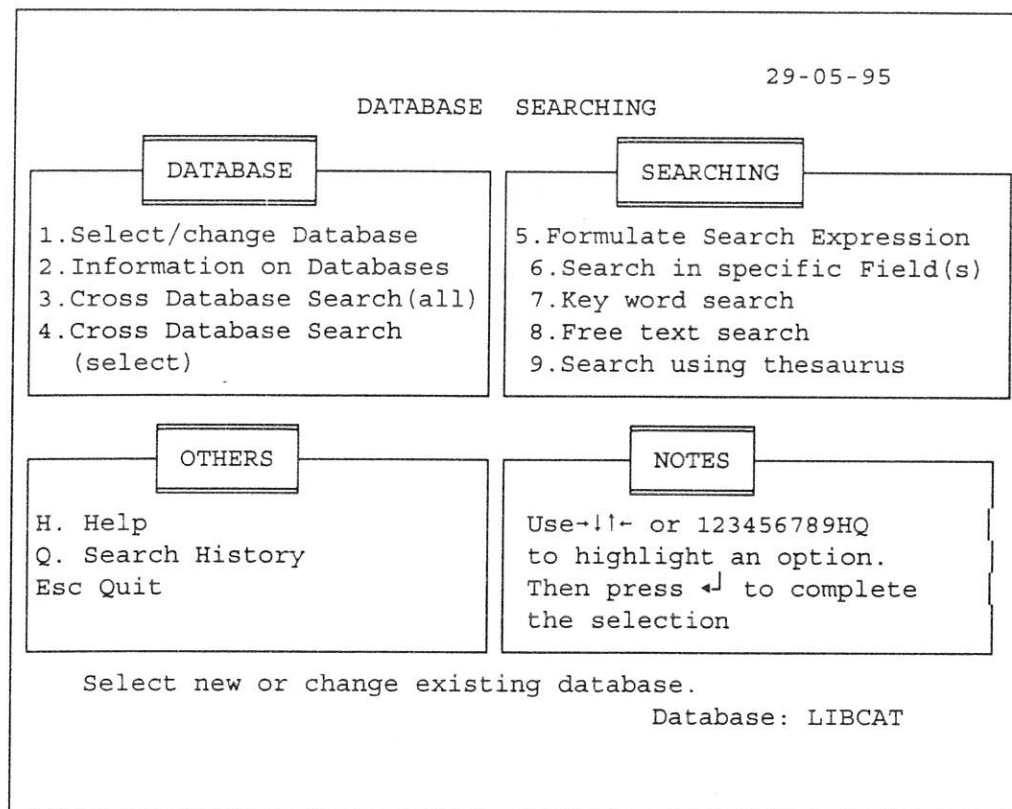 29-05-95
DATABASE SEARCHING
DATABASE
1.Select/change Database
2.Information on Databases
3.Cross Database Search(all)
4.Cross Database Search
(select)
SEARCHING
5.Formulate Search Expression
6.Search in specific Field(s)
7.Key word search
8.Free text search
9.Search using thesaurus
OTHERS
H. Help
Q. Search History
Esc Quit
NOTES
Use→↓↑← or 123456789HQ
to highlight an option.
Then press ↵ to complete
the selection
Select new or change existing database.
Database: LIBCAT